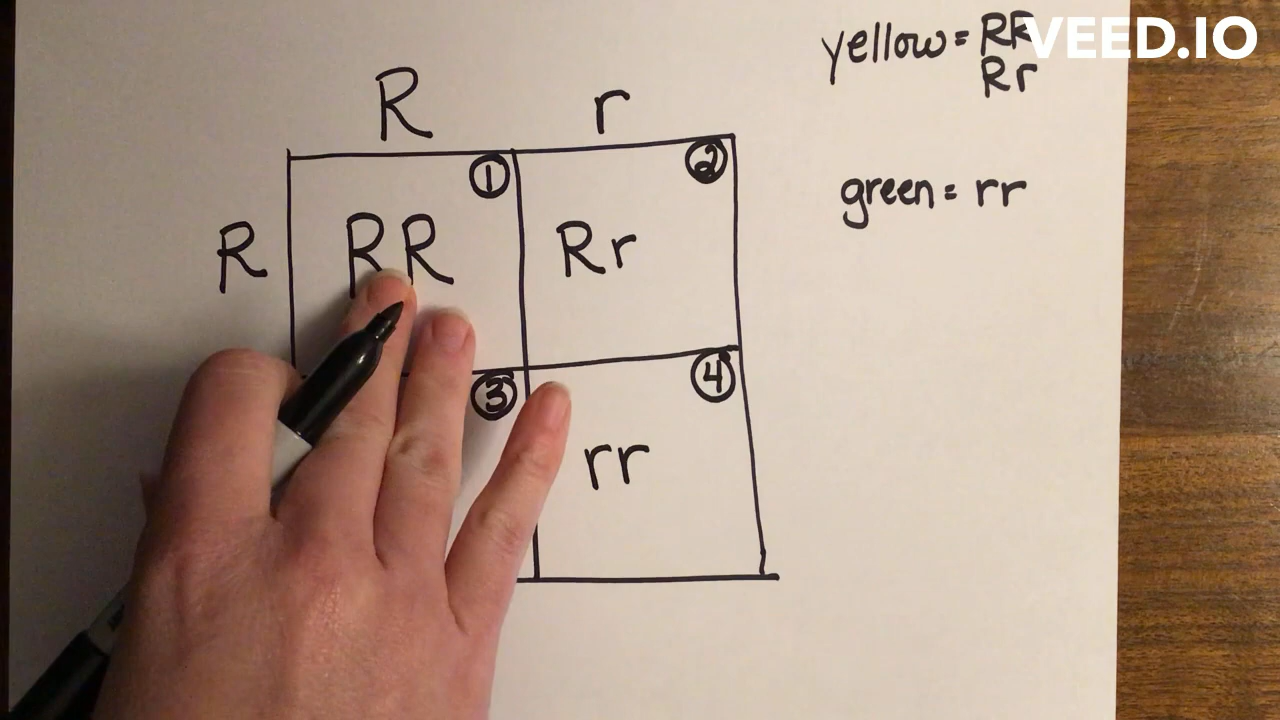 yellow = RR
VEED.IO
Rr
green = rr
R r
① ②
R RR Rr
③ ④
rr